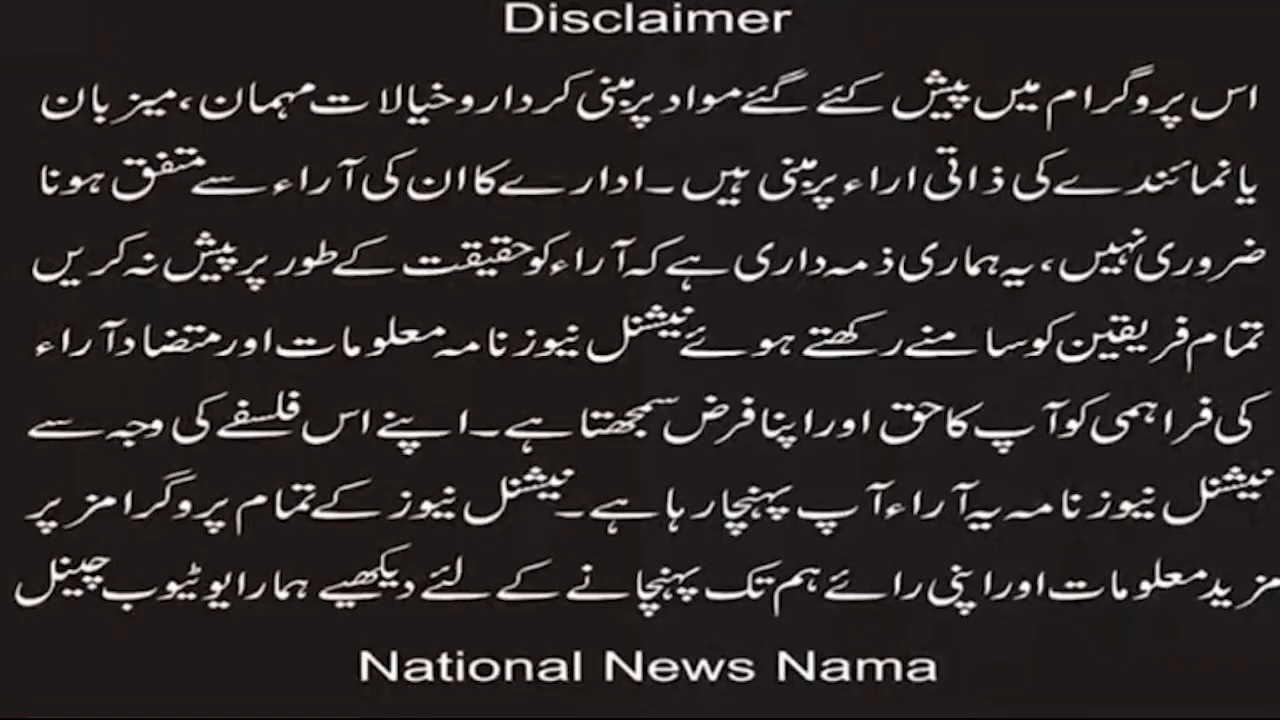 Disclaimer
اس پروگرام میں پیش کئے گئے مواد پر مبنی کردار و خیالات مہمان، میزبان
یا نمائندے کی ذاتی اراء پر مبنی ہیں۔ ادارے کا ان کی آراء سے متفق ہونا
ضروری نہیں، یہ ہماری ذمہ داری ہے کہ آراء کو حقیقت کے طور پر پیش نہ کریں
تمام فریقین کو سامنے رکھتے ہوئے نیشنل نیوز نامہ معلومات اور متضاد آراء
کی فراہمی کو آپ کا حق اور اپنا فرض سمجھتا ہے۔ اپنے اس فلسفے کی وجہ سے
نیشنل نیوز نامہ یہ آراء آپ پہنچا رہا ہے۔ نیشنل نیوز کے تمام پروگرامز پر
مزید معلومات اور اپنی رائے ہم تک پہنچانے کے لئے دیکھیے ہمارا یوٹیوب چینل
National News Nama